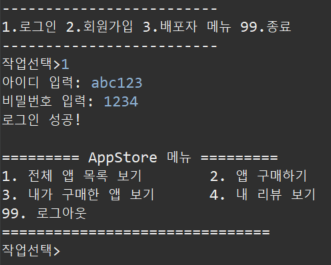 -------------------------
1.로그인 2.회원가입 3.배포자 메뉴 99.종료
-------------------------
작업선택>1
아이디 입력: abc123
비밀번호 입력: 1234
로그인 성공!
========= AppStore 메뉴 =========
1. 전체 앱 목록 보기 2. 앱 구매하기
3. 내가 구매한 앱 보기 4. 내 리뷰 보기
99. 로그아웃
===============================
작업선택>